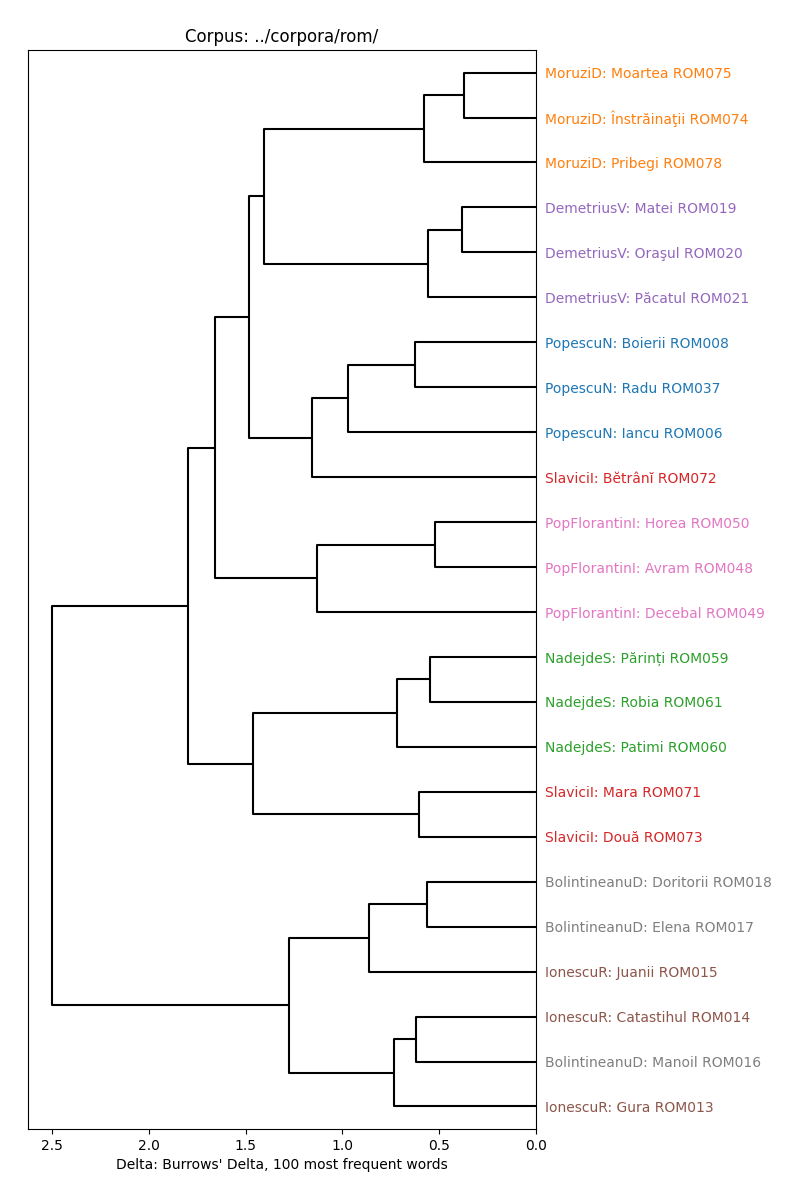 Corpus: ../corpora/rom/
MoruziD: Moartea ROM075
MoruziD: Înstrăinaţii ROM074
MoruziD: Pribegi ROM078
DemetriusV: Matei ROM019
DemetriusV: Oraşul ROM020
DemetriusV: Păcatul ROM021
PopescuN: Boierii ROM008
PopescuN: Radu ROM037
PopescuN: Iancu ROM006
SlaviciI: Bĕtrânĭ ROM072
PopFlorantinI: Horea ROM050
PopFlorantinI: Avram ROM048
PopFlorantinI: Decebal ROM049
NadejdeS: Părinți ROM059
NadejdeS: Robia ROM061
NadejdeS: Patimi ROM060
SlaviciI: Mara ROM071
SlaviciI: Două ROM073
BolintineanuD: Doritorii ROM018
BolintineanuD: Elena ROM017
IonescuR: Juanii ROM015
IonescuR: Catastihul ROM014
BolintineanuD: Manoil ROM016
IonescuR: Gura ROM013
2.5 2.0 1.5 1.0 0.5 0.0
Delta: Burrows' Delta, 100 most frequent words